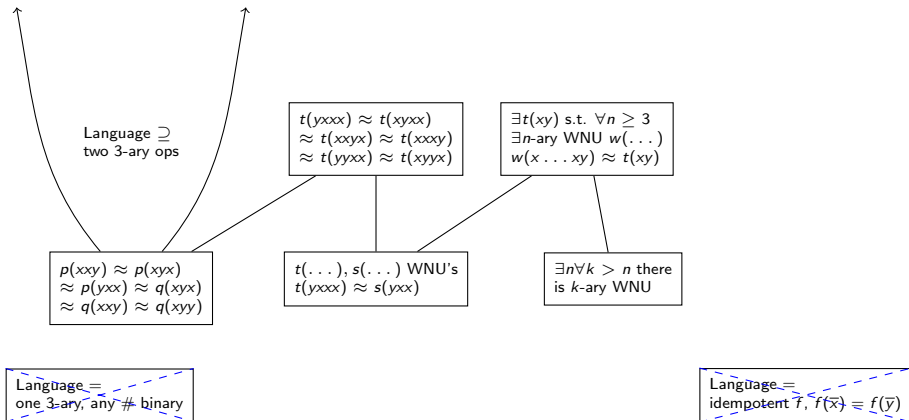 Language ⊇
two 3-ary ops
t(yxxx) ≈ t(xyxx)
≈ t(xxyx) ≈ t(xxxy)
≈ t(yyxx) ≈ t(xyyx)
∃t(xy) s.t. ∀n ≥ 3
∃n-ary WNU w(...)
w(x...xy) ≈ t(xy)
p(xxy) ≈ p(xyx)
≈ p(yxx) ≈ q(xyx)
≈ q(xxy) ≈ q(xyy)
t(...), s(...) WNU's
t(yxxx) ≈ s(yxx)
∃n∀k > n there
is k-ary WNU
Language =
one 3-ary, any # binary
Language =
idempotent f, f(x̅) = f(y̅)